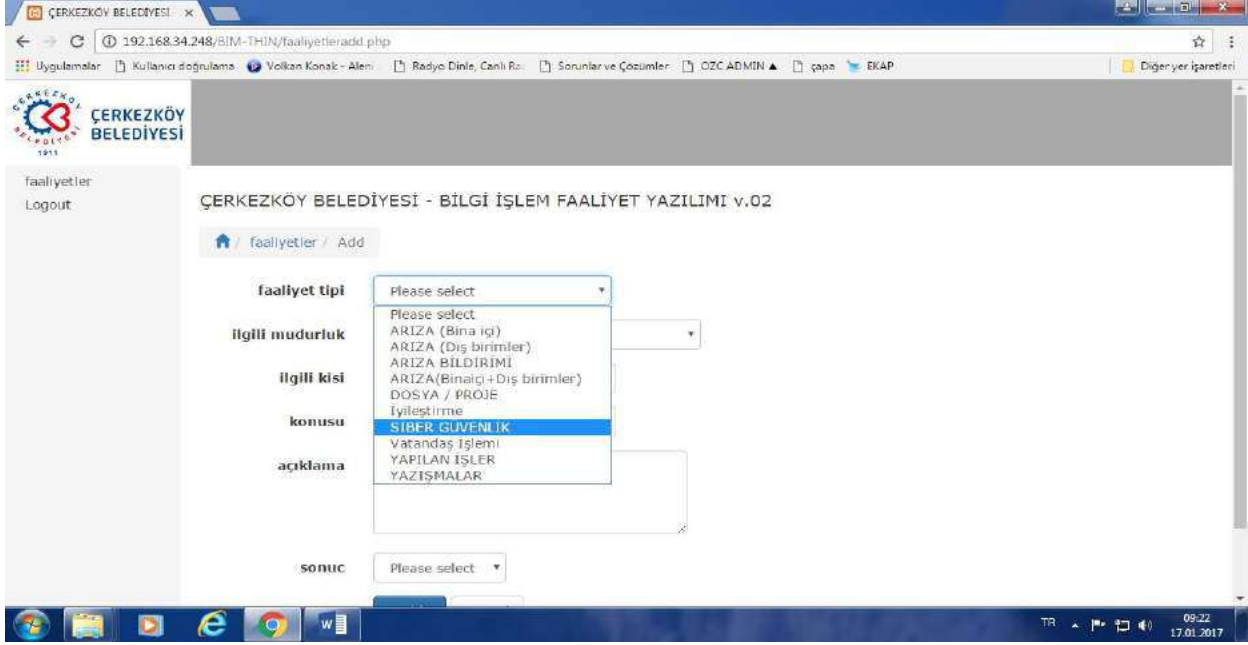 ÇERKEZKÖY BELEDİYESİ
192.168.34.248/BIM-THIN/faaliyetleradd.php
Uygulamalar Kullanıcı doğrulama Volkan Konak - Aleni Radyo Dinle, Canlı Ra Sorunlar ve Çözümler OZC ADMIN ▲ çapa EKAP Diğer yer işaretleri
ÇERKEZKÖY
BELEDİYESİ
1911
faaliyetler
Logout
ÇERKEZKÖY BELEDİYESİ - BİLGİ İŞLEM FAALİYET YAZILIMI v.02
/ faaliyetler / Add
faaliyet tipi
Please select
Please select
ARIZA (Bina içi)
ARIZA (Dış birimler)
ARIZA BİLDİRİMİ
ARIZA(Binaiçi+Dış birimler)
DOSYA / PROJE
İyileştirme
SİBER GÜVENLİK
Vatandaş İşlemi
YAPILAN İŞLER
YAZIŞMALAR
ilgili mudurluk
ilgili kisi
konusu
açıklama
sonuc
Please select
TR
09:22
17.01.2017